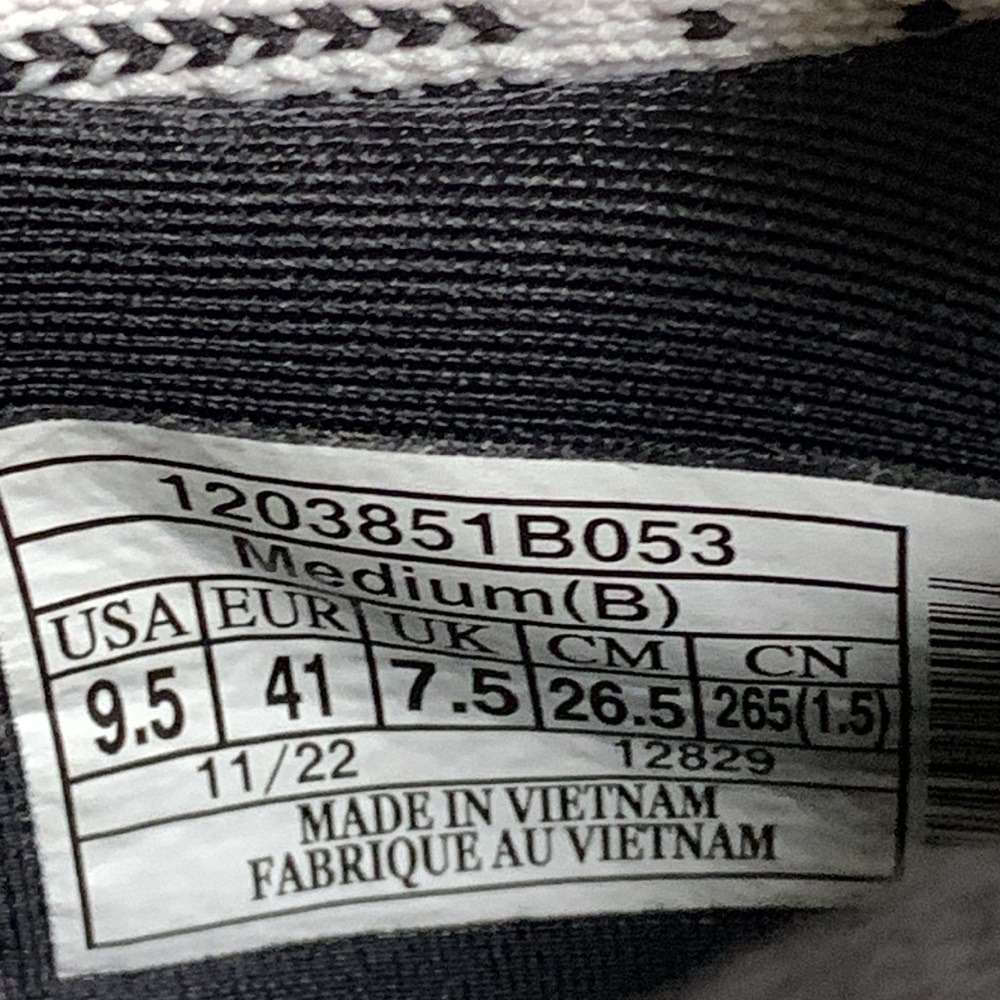 1203851B053
Medium(B)
USA EUR UK CM CN
9.5 41 7.5 26.5 265(1.5)
11/22 12829
MADE IN VIETNAM
FABRIQUE AU VIETNAM